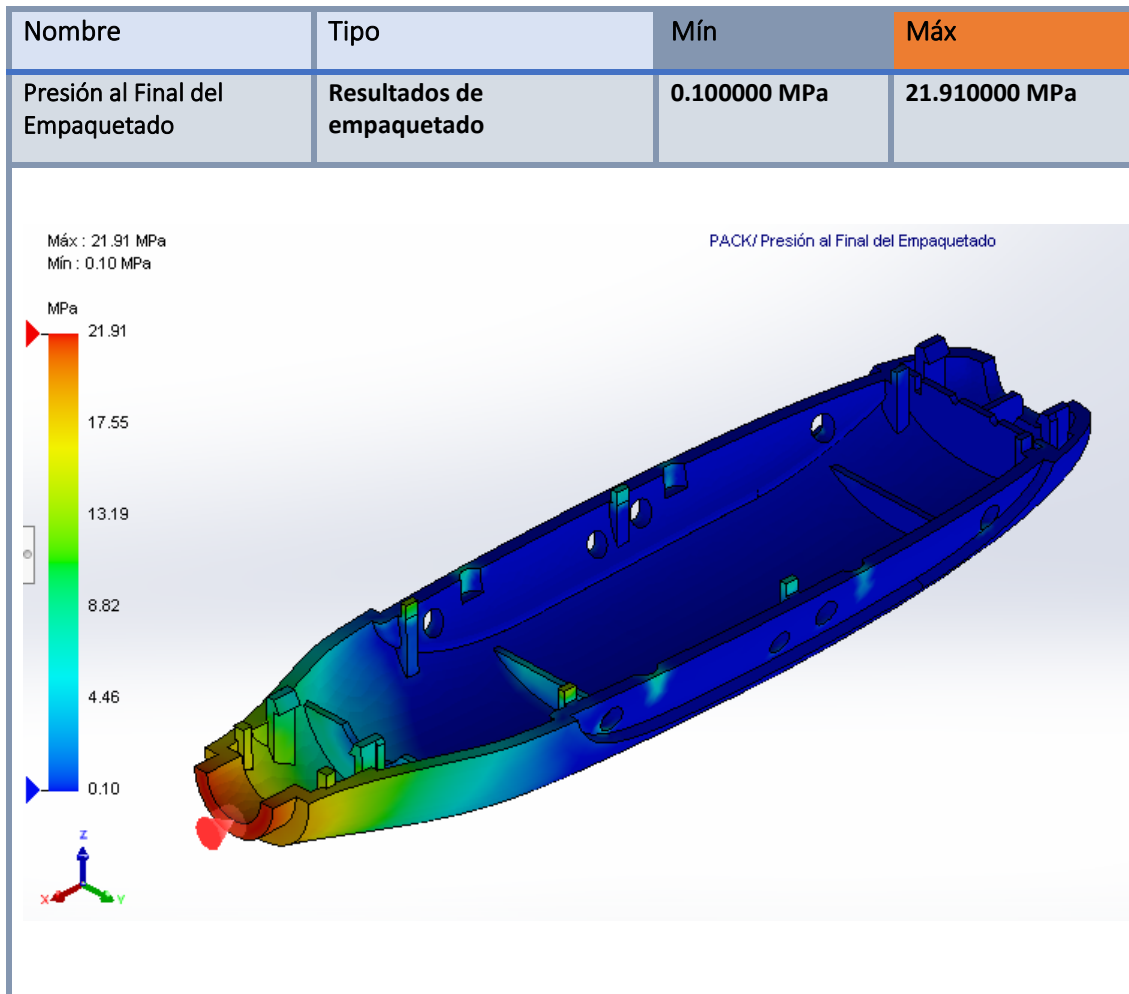 Nombre Tipo Mín Máx
Presión al Final del Resultados de 0.100000 MPa 21.910000 MPa
Empaquetado empaquetado
Máx : 21.91 MPa PACK/ Presión al Final del Empaquetado
Mín : 0.10 MPa
MPa
21.91
17.55
13.19
8.82
4.46
0.10
Z
X Y